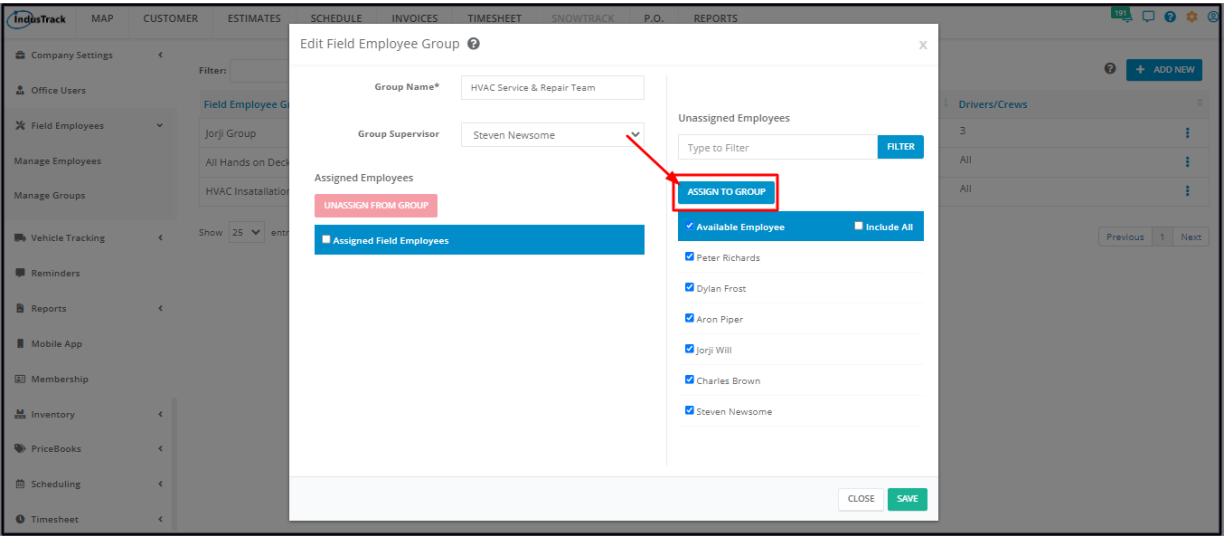 IndusTrack MAP CUSTOMER ESTIMATES SCHEDULE INVOICES TIMESHEET SNOWTRACK P.O. REPORTS 191
Company Settings
Office Users
Field Employees
Manage Employees
Manage Groups
Vehicle Tracking
Reminders
Reports
Mobile App
Membership
Inventory
PriceBooks
Scheduling
Timesheet
Filter:
+ ADD NEW
Field Employee Gr Drivers/Crews
Jorji Group 3
All Hands on Deck All
HVAC Insatallation All
Show 25 entr
Previous 1 Next
Edit Field Employee Group
X
Group Name* HVAC Service & Repair Team
Group Supervisor Steven Newsome
Assigned Employees
UNASSIGN FROM GROUP
Assigned Field Employees
Unassigned Employees
Type to Filter FILTER
ASSIGN TO GROUP
Available Employee Include All
Peter Richards
Dylan Frost
Aron Piper
Jorji Will
Charles Brown
Steven Newsome
CLOSE SAVE